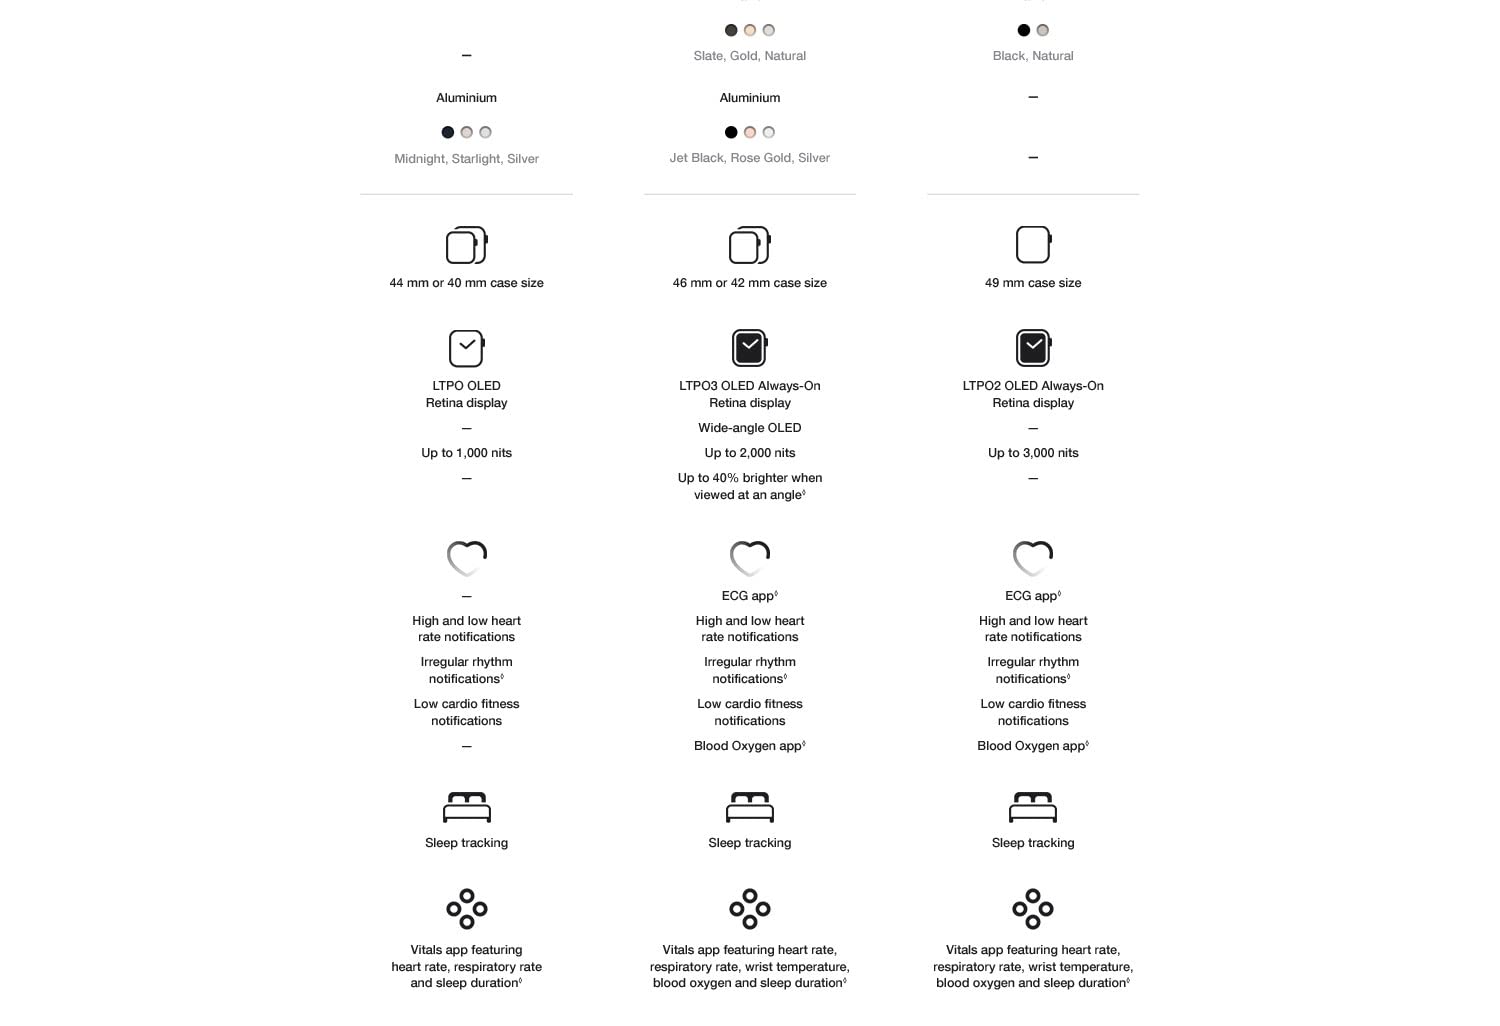 —
Slate, Gold, Natural
Black, Natural
Aluminium
Aluminium
—
Midnight, Starlight, Silver
Jet Black, Rose Gold, Silver
—
44 mm or 40 mm case size
46 mm or 42 mm case size
49 mm case size
LTPO OLED
Retina display
LTPO3 OLED Always-On
Retina display
LTPO2 OLED Always-On
Retina display
—
Wide-angle OLED
—
Up to 1,000 nits
Up to 2,000 nits
Up to 3,000 nits
—
Up to 40% brighter when
viewed at an angle◊
—
—
ECG app◊
ECG app◊
High and low heart
rate notifications
High and low heart
rate notifications
High and low heart
rate notifications
Irregular rhythm
notifications◊
Irregular rhythm
notifications◊
Irregular rhythm
notifications◊
Low cardio fitness
notifications
Low cardio fitness
notifications
Low cardio fitness
notifications
—
Blood Oxygen app◊
Blood Oxygen app◊
Sleep tracking
Sleep tracking
Sleep tracking
Vitals app featuring
heart rate, respiratory rate
and sleep duration◊
Vitals app featuring heart rate,
respiratory rate, wrist temperature,
blood oxygen and sleep duration◊
Vitals app featuring heart rate,
respiratory rate, wrist temperature,
blood oxygen and sleep duration◊